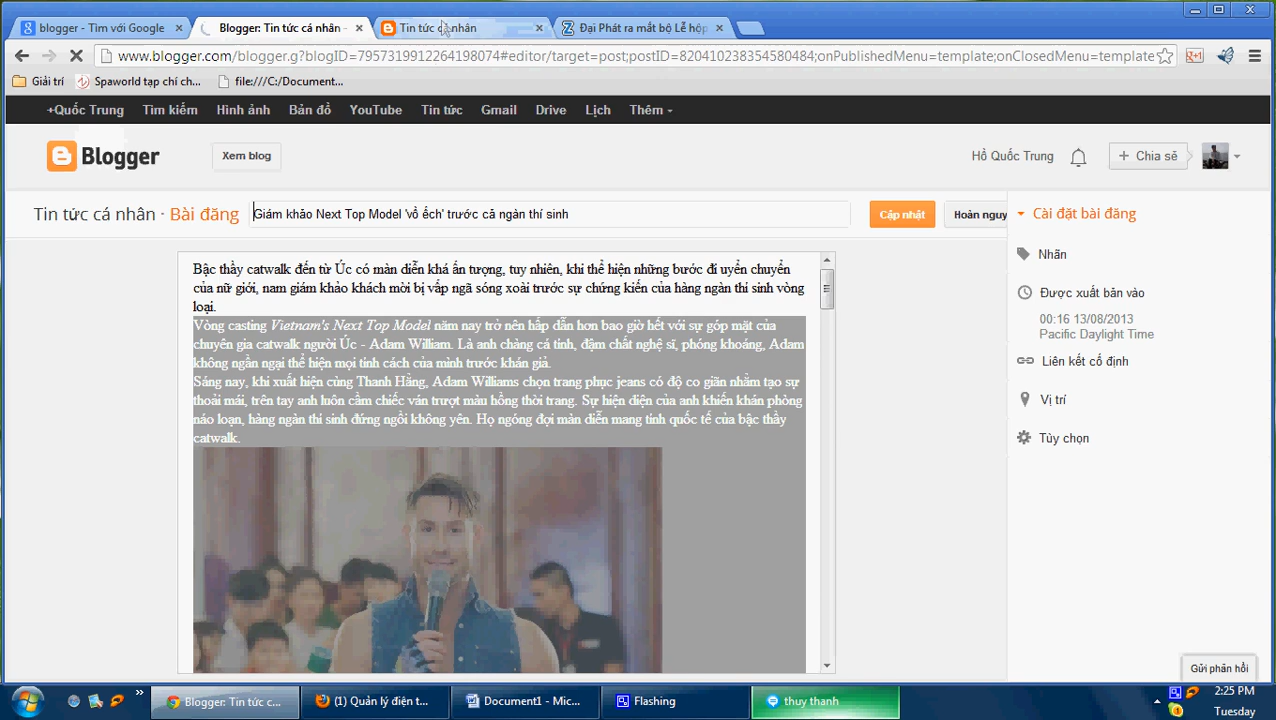 blogger - Tìm với Google
Blogger: Tin tức cá nhân -
Tin tức cá nhân
Đại Phát ra mắt bộ Lễ hộp
www.blogger.com/blogger.g?blogID=7957319912264198074#editor/target=post;postID=820410238354580484;onPublishedMenu=template;onClosedMenu=template
Giải trí
Spaworld tạp chí ch...
file:///C:/Document...
+Quốc Trung
Tìm kiếm
Hình ảnh
Bản đồ
YouTube
Tin tức
Gmail
Drive
Lịch
Thêm
Blogger
Xem blog
Hồ Quốc Trung
+ Chia sẻ
Tin tức cá nhân · Bài đăng
Giám khảo Next Top Model 'vồ ếch' trước cả ngàn thí sinh
Cập nhật
Hoàn nguy
Cài đặt bài đăng
Bậc thầy catwalk đến từ Úc có màn diễn khá ấn tượng, tuy nhiên, khi thể hiện những bước đi uyển chuyển
của nữ giới, nam giám khảo khách mời bị vấp ngã sóng xoài trước sự chứng kiến của hàng ngàn thí sinh vòng
loại.
Vòng casting Vietnam's Next Top Model năm nay trở nên hấp dẫn hơn bao giờ hết với sự góp mặt của
chuyên gia catwalk người Úc - Adam William. Là anh chàng cá tính, đậm chất nghệ sĩ, phóng khoáng, Adam
không ngần ngại thể hiện mọi tính cách của mình trước khán giả.
Sáng nay, khi xuất hiện cùng Thanh Hằng, Adam Williams chọn trang phục jeans có độ co giãn nhằm tạo sự
thoải mái, trên tay anh luôn cầm chiếc ván trượt màu hồng thời trang. Sự hiện diện của anh khiến khán phòng
náo loạn, hàng ngàn thí sinh đứng ngồi không yên. Họ ngóng đợi màn diễn mang tính quốc tế của bậc thầy
catwalk.
Nhãn
Được xuất bản vào
00:16 13/08/2013
Pacific Daylight Time
Liên kết cố định
Vị trí
Tùy chọn
Gửi phản hồi
Blogger: Tin tức c...
(1) Quản lý điện t...
Document1 - Mic...
Flashing
thuy thanh
2:25 PM
Tuesday